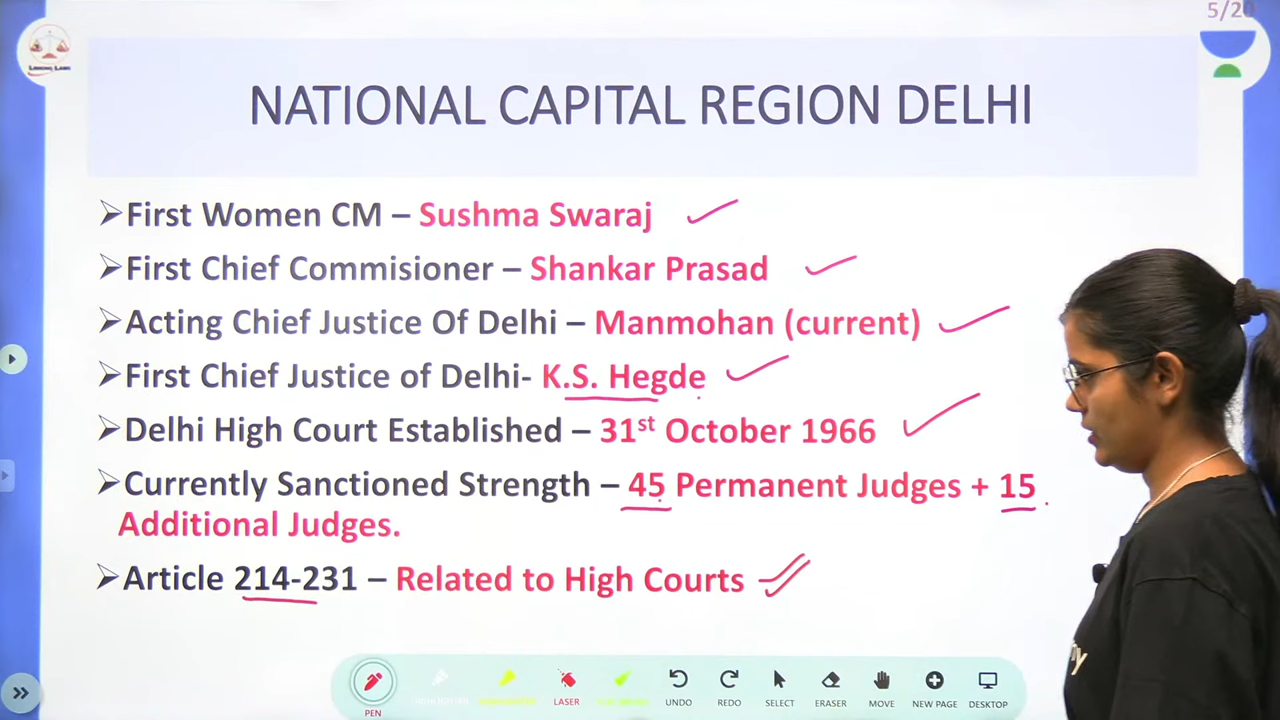 5/20
LINKING LAWS
NATIONAL CAPITAL REGION DELHI
➢First Women CM – Sushma Swaraj
➢First Chief Commisioner – Shankar Prasad
➢Acting Chief Justice Of Delhi – Manmohan (current)
➢First Chief Justice of Delhi- K.S. Hegde
➢Delhi High Court Established – 31st October 1966
➢Currently Sanctioned Strength – 45 Permanent Judges + 15
Additional Judges.
➢Article 214-231 – Related to High Courts
PEN
LASER
UNDO
REDO
SELECT
ERASER
MOVE
NEW PAGE
DESKTOP